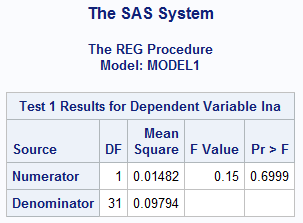 The SAS System
The REG Procedure
Model: MODEL1
Test 1 Results for Dependent Variable lna
Source DF Mean Square F Value Pr > F
Numerator 1 0.01482 0.15 0.6999
Denominator 31 0.09794